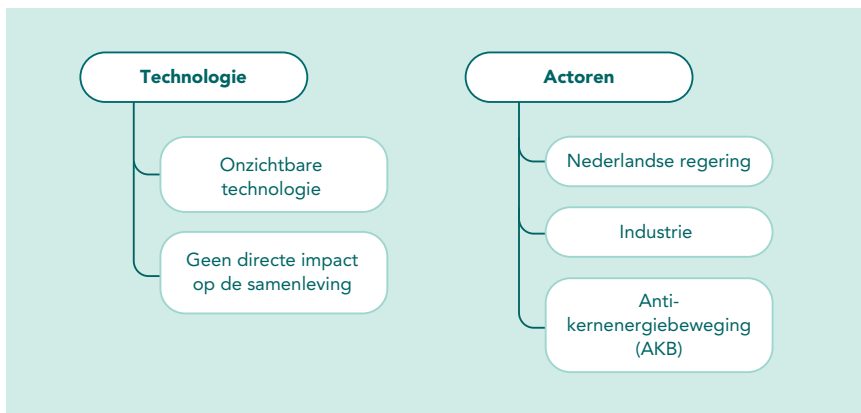 Technologie
Onzichtbare
technologie
Geen directe impact
op de samenleving
Actoren
Nederlandse regering
Industrie
Anti-
kernenergiebeweging
(AKB)